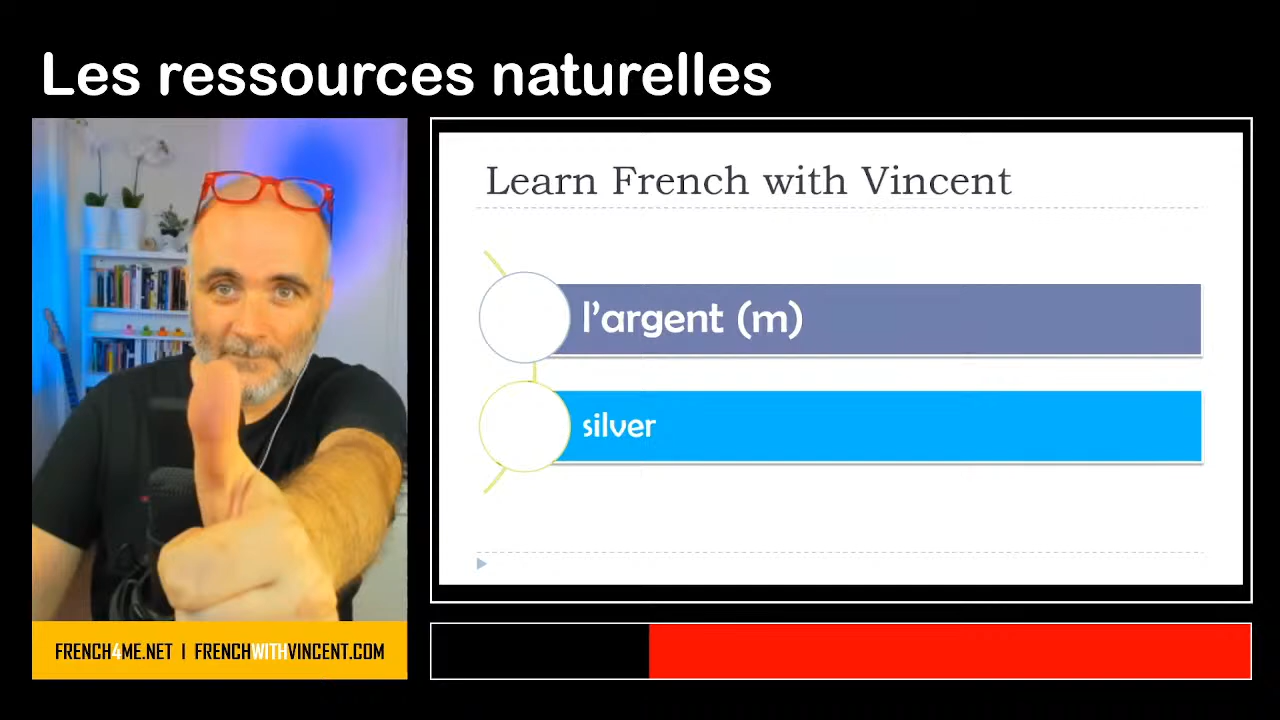 Les ressources naturelles
Learn French with Vincent
l'argent (m)
silver
FRENCH4ME.NET | FRENCHWITHVINCENT.COM